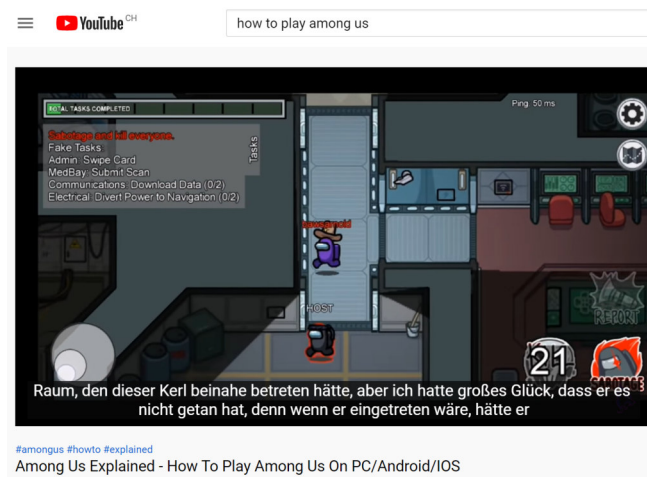 YouTube CH
how to play among us
TOTAL TASKS COMPLETED
Ping: 50 ms
Sabotage and kill everyone.
Fake Tasks:
Admin: Swipe Card
MedBay: Submit Scan
Communications: Download Data (0/2)
Electrical: Divert Power to Navigation (0/2)
Tasks
HOST
REPORT
21
SABOTAGE
Raum, den dieser Kerl beinahe betreten hätte, aber ich hatte großes Glück, dass er es
nicht getan hat, denn wenn er eingetreten wäre, hätte er
#amongus #howto #explained
Among Us Explained - How To Play Among Us On PC/Android/IOS